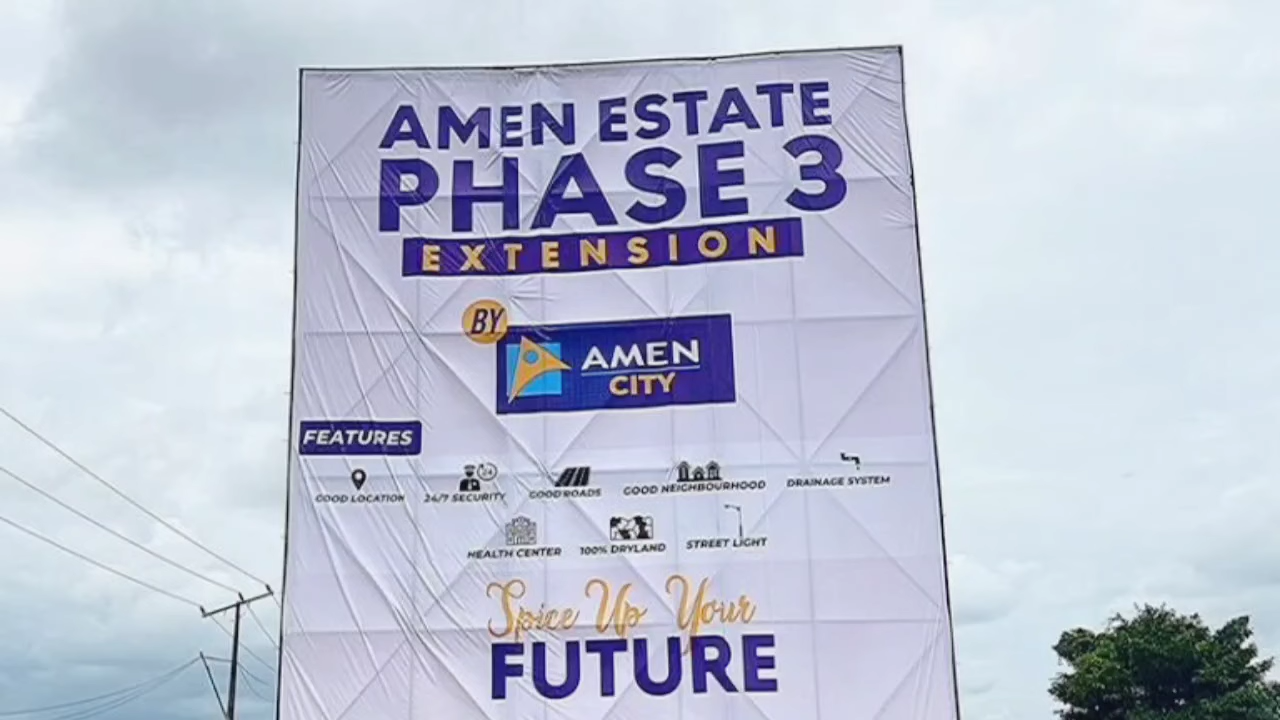 AMEN ESTATE
PHASE 3
EXTENSION
BY
AMEN
CITY
FEATURES
GOOD LOCATION
24/7 SECURITY
GOOD ROADS
GOOD NEIGHBOURHOOD
DRAINAGE SYSTEM
HEALTH CENTER
100% DRYLAND
STREET LIGHT
Spice Up Your
FUTURE